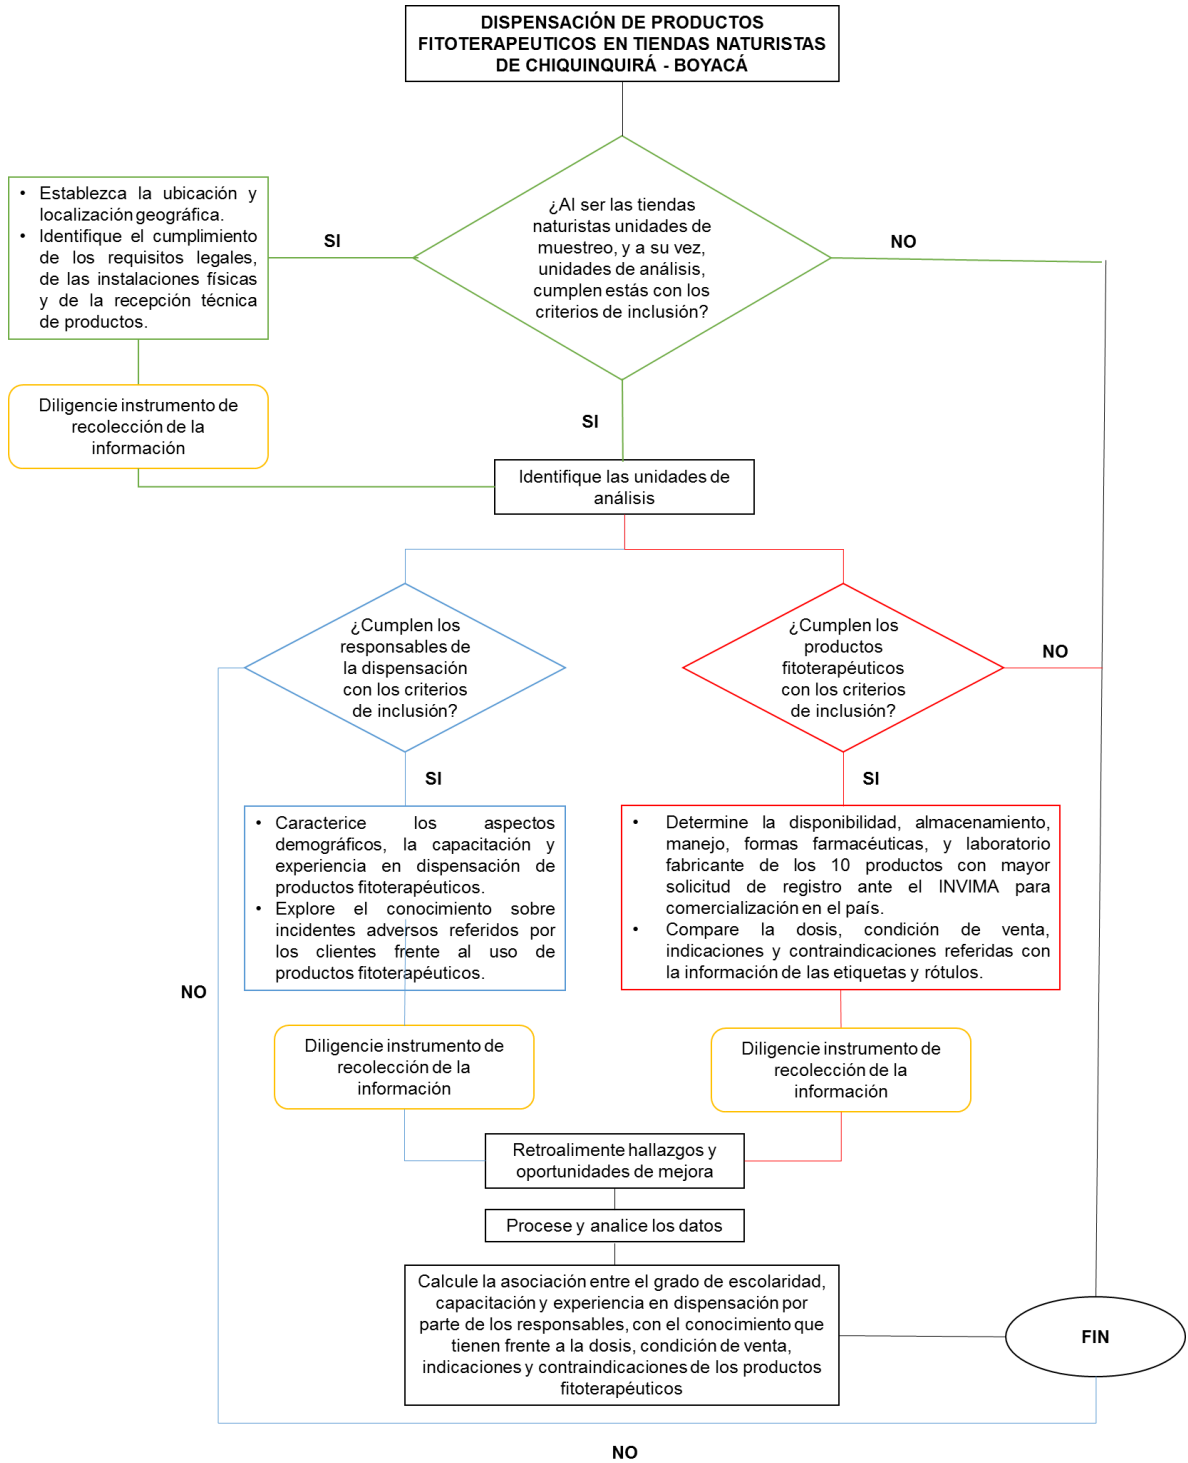 DISPENSACIÓN DE PRODUCTOS
FITOTERAPEUTICOS EN TIENDAS NATURISTAS
DE CHIQUINQUIRÁ - BOYACÁ
• Establezca la ubicación y
localización geográfica.
• Identifique el cumplimiento
de los requisitos legales,
de las instalaciones físicas
y de la recepción técnica
de productos.
SI
¿Al ser las tiendas
naturistas unidades de
muestreo, y a su vez,
unidades de análisis,
cumplen estás con los
criterios de inclusión?
NO
Diligencie instrumento de
recolección de la
información
SI
Identifique las unidades de
análisis
¿Cumplen los
responsables de
la dispensación
con los criterios
de inclusión?
¿Cumplen los
productos
fitoterapéuticos
con los criterios
de inclusión?
NO
SI
SI
• Caracterice los aspectos
demográficos, la capacitación y
experiencia en dispensación de
productos fitoterapéuticos.
• Explore el conocimiento sobre
incidentes adversos referidos por
los clientes frente al uso de
productos fitoterapéuticos.
• Determine la disponibilidad, almacenamiento,
manejo, formas farmacéuticas, y laboratorio
fabricante de los 10 productos con mayor
solicitud de registro ante el INVIMA para
comercialización en el país.
• Compare la dosis, condición de venta,
indicaciones y contraindicaciones referidas con
la información de las etiquetas y rótulos.
NO
Diligencie instrumento de
recolección de la
información
Diligencie instrumento de
recolección de la
información
Retroalimente hallazgos y
oportunidades de mejora
Procese y analice los datos
Calcule la asociación entre el grado de escolaridad,
capacitación y experiencia en dispensación por
parte de los responsables, con el conocimiento que
tienen frente a la dosis, condición de venta,
indicaciones y contraindicaciones de los productos
fitoterapéuticos
FIN
NO